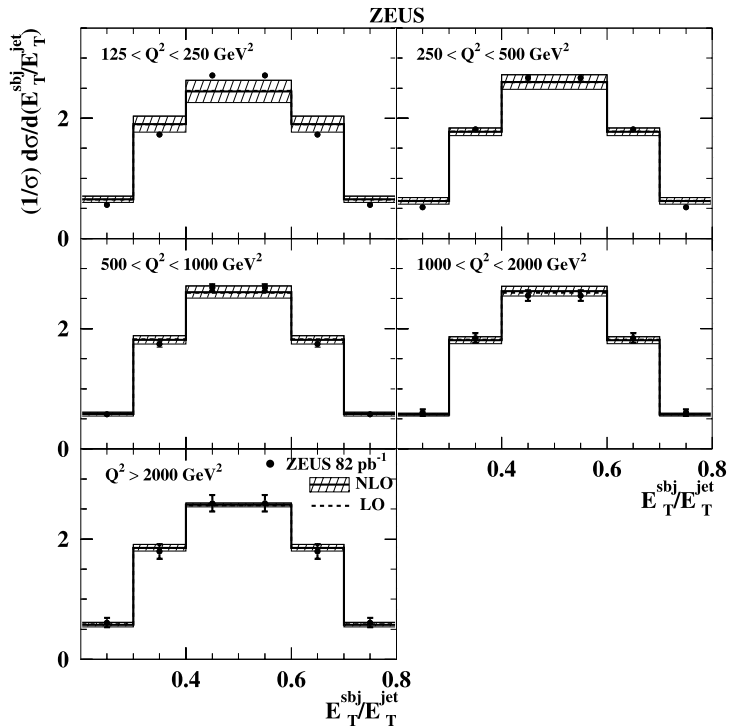 ZEUS
(1/σ) dσ/d(E_T^sbj/E_T^jet)
125 < Q² < 250 GeV²
250 < Q² < 500 GeV²
2
0
500 < Q² < 1000 GeV²
1000 < Q² < 2000 GeV²
2
0
0.4 0.6 0.8
E_T^sbj/E_T^jet
Q² > 2000 GeV²
ZEUS 82 pb⁻¹
NLO
LO
2
0
0.4 0.6 0.8
E_T^sbj/E_T^jet